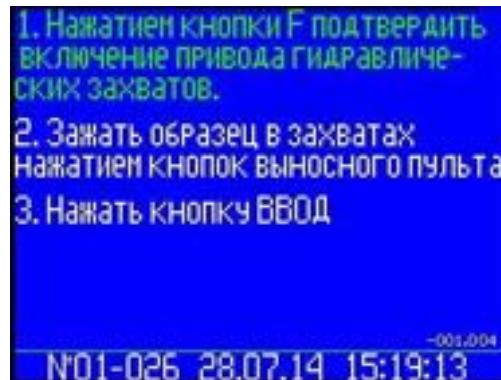 1. Нажатием кнопки F подтвердить
включение привода гидравличе-
ских захватов.
2. Зажать образец в захватах
нажатием кнопок выносного пульта
3. Нажать кнопку ВВОД
-001.004
№01-026 28.07.14 15:19:13